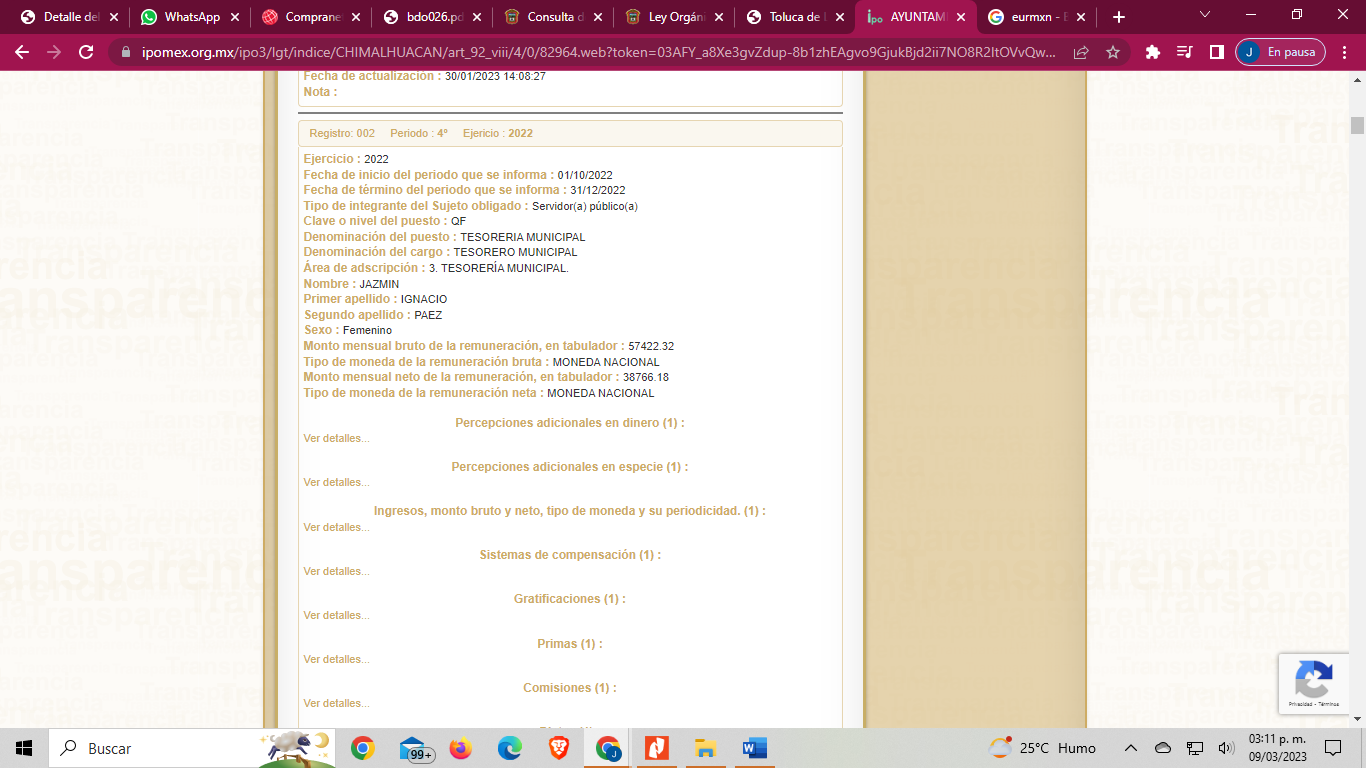 Detalle del
WhatsApp
Compranet
bdo026.pd
Consulta d
Ley Orgáni
Toluca de L
AYUNTAMI
eurmxn - B
ipomex.org.mx/ipo3/lgt/indice/CHIMALHUACAN/art_92_viii/4/0/82964.web?token=03AFY_a8Xe3gvZdup-8b1zhEAgvo9GjukBjd2ii7NO8R2ItOVvQw...
J En pausa
Fecha de actualización : 30/01/2023 14:08:27
Nota :
Registro: 002 Periodo : 4º Ejericio : 2022
Ejercicio : 2022
Fecha de inicio del periodo que se informa : 01/10/2022
Fecha de término del periodo que se informa : 31/12/2022
Tipo de integrante del Sujeto obligado : Servidor(a) público(a)
Clave o nivel del puesto : QF
Denominación del puesto : TESORERIA MUNICIPAL
Denominación del cargo : TESORERO MUNICIPAL
Área de adscripción : 3. TESORERÍA MUNICIPAL.
Nombre : JAZMIN
Primer apellido : IGNACIO
Segundo apellido : PAEZ
Sexo : Femenino
Monto mensual bruto de la remuneración, en tabulador : 57422.32
Tipo de moneda de la remuneración bruta : MONEDA NACIONAL
Monto mensual neto de la remuneración, en tabulador : 38766.18
Tipo de moneda de la remuneración neta : MONEDA NACIONAL
Percepciones adicionales en dinero (1) :
Ver detalles...
Percepciones adicionales en especie (1) :
Ver detalles...
Ingresos, monto bruto y neto, tipo de moneda y su periodicidad. (1) :
Ver detalles...
Sistemas de compensación (1) :
Ver detalles...
Gratificaciones (1) :
Ver detalles...
Primas (1) :
Ver detalles...
Comisiones (1) :
Ver detalles...
Privacidad - Términos
Buscar
99+
25°C Humo
03:11 p. m.
09/03/2023